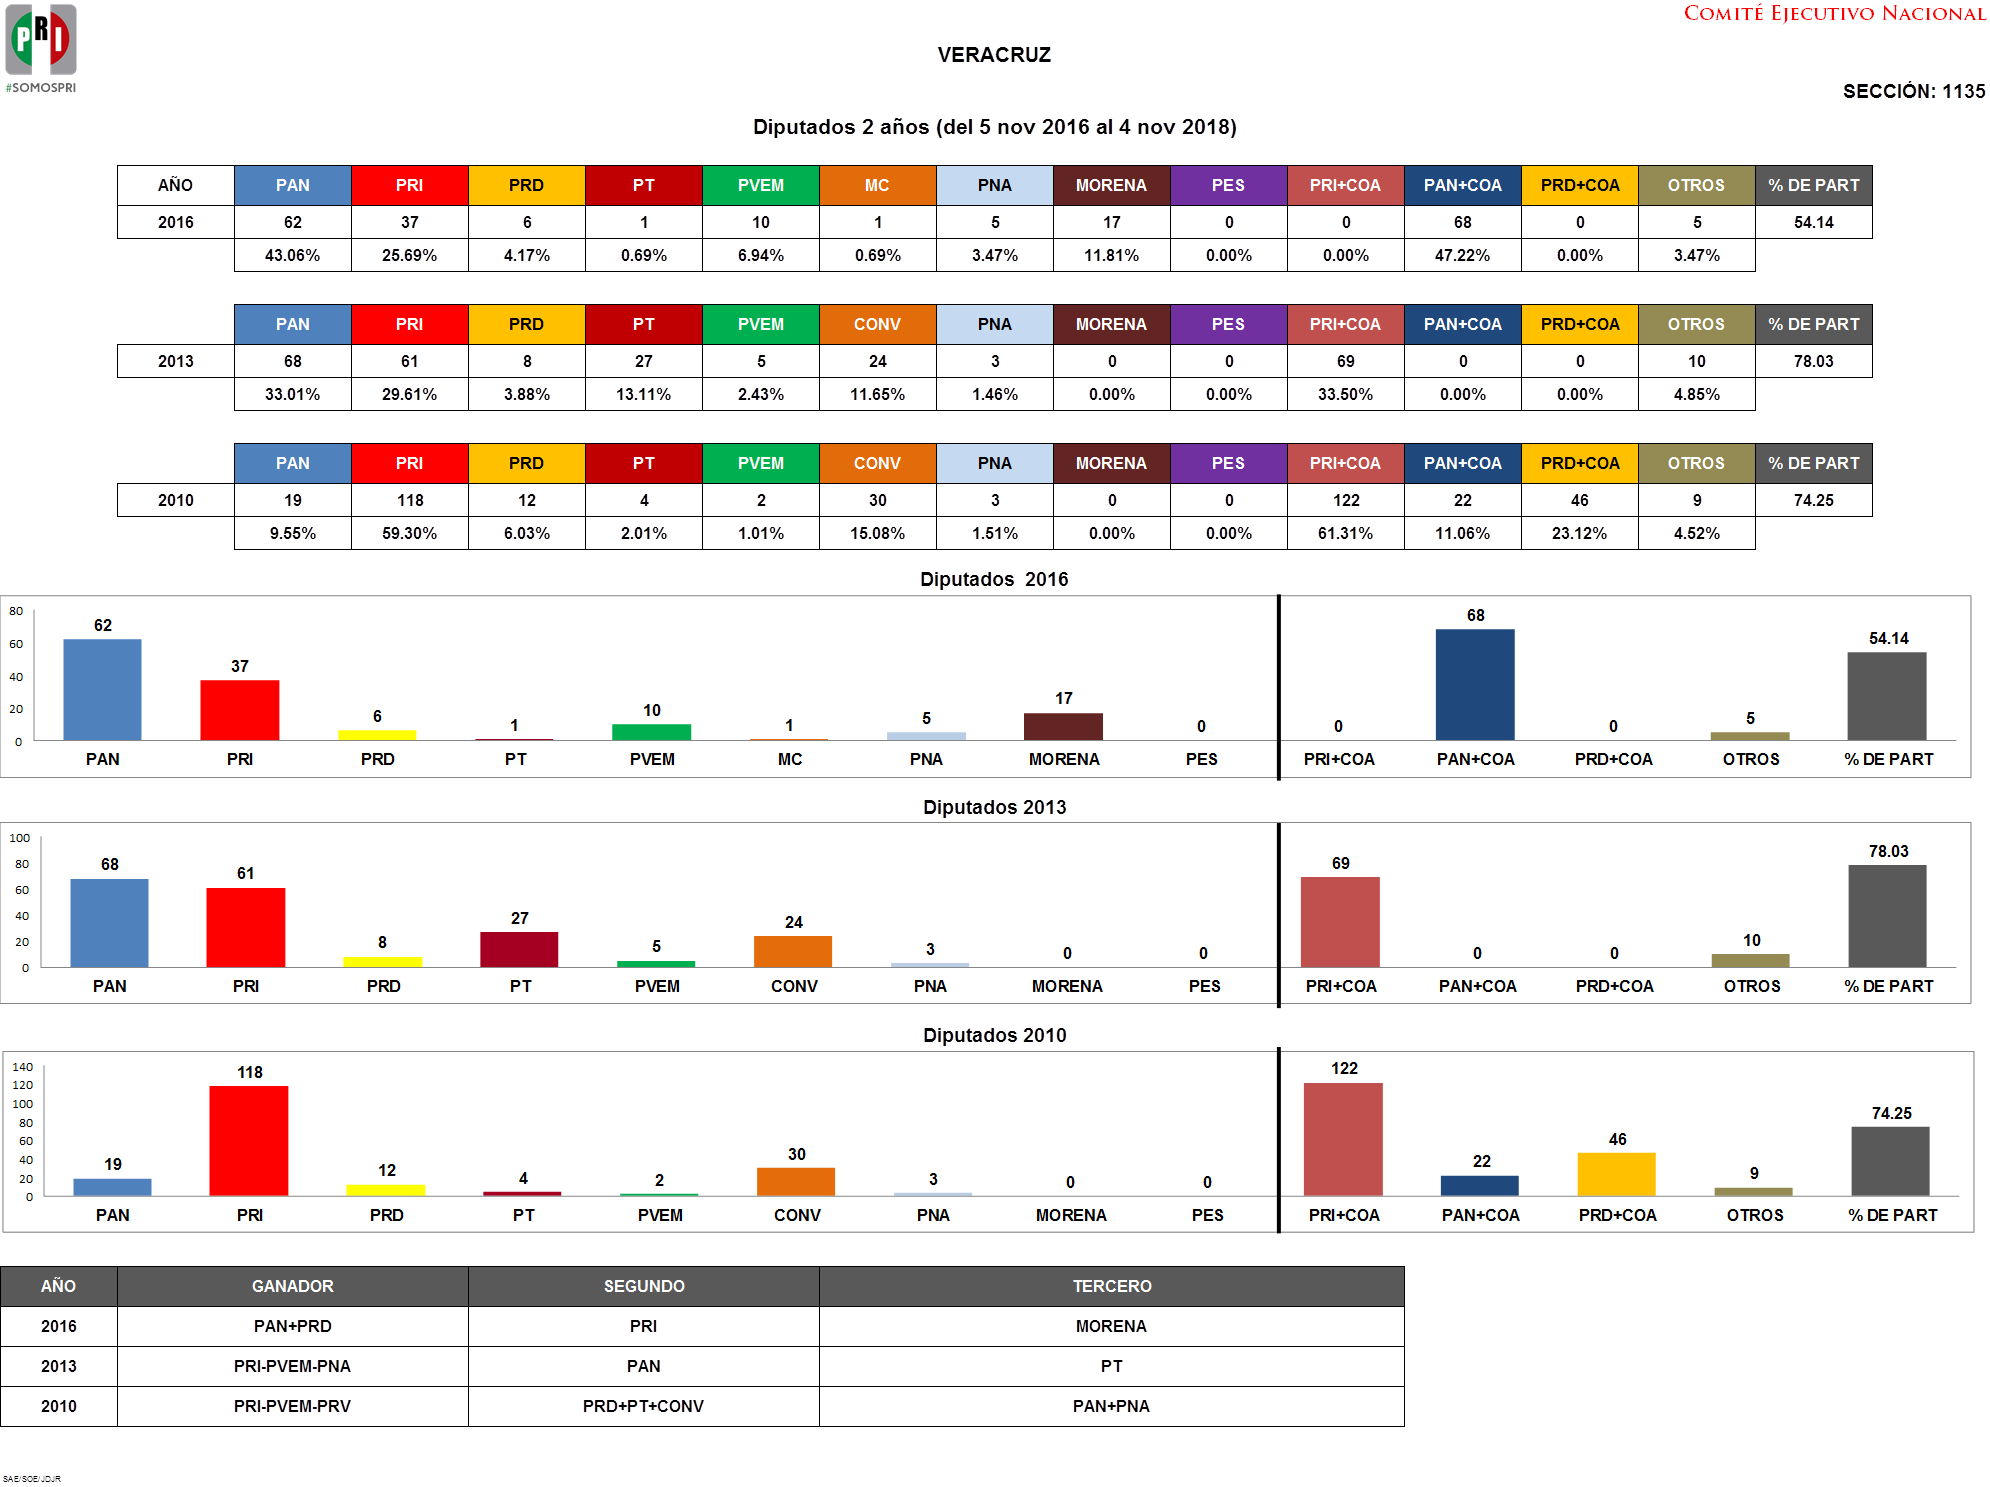 PRI
#SOMOSPRI
COMITÉ EJECUTIVO NACIONAL
VERACRUZ
SECCIÓN: 1135
Diputados 2 años (del 5 nov 2016 al 4 nov 2018)
AÑO PAN PRI PRD PT PVEM MC PNA MORENA PES PRI+COA PAN+COA PRD+COA OTROS % DE PART
2016 62 37 6 1 10 1 5 17 0 0 68 0 5 54.14
43.06% 25.69% 4.17% 0.69% 6.94% 0.69% 3.47% 11.81% 0.00% 0.00% 47.22% 0.00% 3.47%
PAN PRI PRD PT PVEM CONV PNA MORENA PES PRI+COA PAN+COA PRD+COA OTROS % DE PART
2013 68 61 8 27 5 24 3 0 0 69 0 0 10 78.03
33.01% 29.61% 3.88% 13.11% 2.43% 11.65% 1.46% 0.00% 0.00% 33.50% 0.00% 0.00% 4.85%
PAN PRI PRD PT PVEM CONV PNA MORENA PES PRI+COA PAN+COA PRD+COA OTROS % DE PART
2010 19 118 12 4 2 30 3 0 0 122 22 46 9 74.25
9.55% 59.30% 6.03% 2.01% 1.01% 15.08% 1.51% 0.00% 0.00% 61.31% 11.06% 23.12% 4.52%
Diputados 2016
80
60
40
20
0
62 37 6 1 10 1 5 17 0 0 68 0 5 54.14
PAN PRI PRD PT PVEM MC PNA MORENA PES PRI+COA PAN+COA PRD+COA OTROS % DE PART
Diputados 2013
100
80
60
40
20
0
68 61 8 27 5 24 3 0 0 69 0 0 10 78.03
PAN PRI PRD PT PVEM CONV PNA MORENA PES PRI+COA PAN+COA PRD+COA OTROS % DE PART
Diputados 2010
140
120
100
80
60
40
20
0
19 118 12 4 2 30 3 0 0 122 22 46 9 74.25
PAN PRI PRD PT PVEM CONV PNA MORENA PES PRI+COA PAN+COA PRD+COA OTROS % DE PART
AÑO GANADOR SEGUNDO TERCERO
2016 PAN+PRD PRI MORENA
2013 PRI-PVEM-PNA PAN PT
2010 PRI-PVEM-PRV PRD+PT+CONV PAN+PNA
SAE/SOE/JDJR